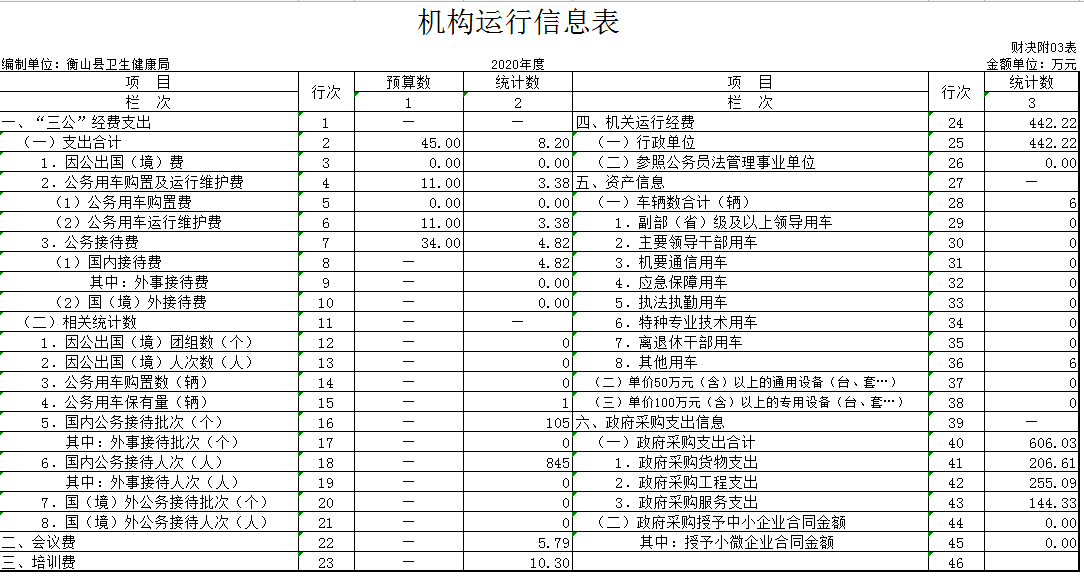 机构运行信息表
财决附03表
编制单位：衡山县卫生健康局 2020年度 金额单位：万元
项 目 行次 预算数 统计数 项 目 行次 统计数
栏 次 1 2 栏 次 3
一、“三公”经费支出 1 — — 四、机关运行经费 24 442.22
（一）支出合计 2 45.00 8.20 （一）行政单位 25 442.22
1．因公出国（境）费 3 0.00 0.00 （二）参照公务员法管理事业单位 26 0.00
2．公务用车购置及运行维护费 4 11.00 3.38 五、资产信息 27 —
（1）公务用车购置费 5 0.00 0.00 （一）车辆数合计（辆） 28 6
（2）公务用车运行维护费 6 11.00 3.38 1．副部（省）级及以上领导用车 29 0
3．公务接待费 7 34.00 4.82 2．主要领导干部用车 30 0
（1）国内接待费 8 — 4.82 3．机要通信用车 31 0
其中：外事接待费 9 — 0.00 4．应急保障用车 32 0
（2）国（境）外接待费 10 — 0.00 5．执法执勤用车 33 0
（二）相关统计数 11 — — 6．特种专业技术用车 34 0
1．因公出国（境）团组数（个） 12 — 0 7．离退休干部用车 35 0
2．因公出国（境）人次数（人） 13 — 0 8．其他用车 36 6
3．公务用车购置数（辆） 14 — 0 （二）单价50万元（含）以上的通用设备（台、套…） 37 0
4．公务用车保有量（辆） 15 — 1 （三）单价100万元（含）以上的专用设备（台、套…） 38 0
5．国内公务接待批次（个） 16 — 105 六、政府采购支出信息 39 —
其中：外事接待批次（个） 17 — 0 （一）政府采购支出合计 40 606.03
6．国内公务接待人次（人） 18 — 845 1．政府采购货物支出 41 206.61
其中：外事接待人次（人） 19 — 0 2．政府采购工程支出 42 255.09
7．国（境）外公务接待批次（个） 20 — 0 3．政府采购服务支出 43 144.33
8．国（境）外公务接待人次（人） 21 — 0 （二）政府采购授予中小企业合同金额 44 0.00
二、会议费 22 — 5.79 其中：授予小微企业合同金额 45 0.00
三、培训费 23 — 10.30 46